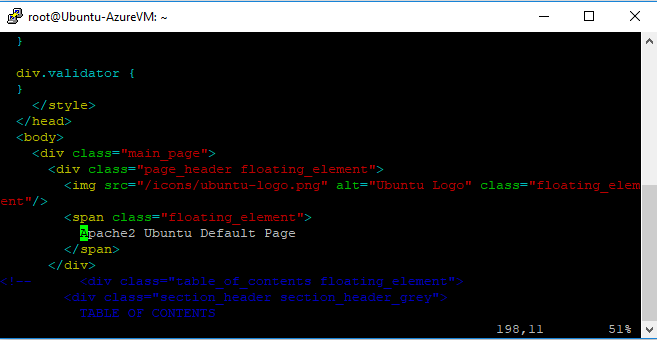 root@Ubuntu-AzureVM: ~
}
div.validator {
}
</style>
</head>
<body>
<div class="main_page">
<div class="page_header floating_element">
<img src="/icons/ubuntu-logo.png" alt="Ubuntu Logo" class="floating_elem
ent"/>
<span class="floating_element">
Apache2 Ubuntu Default Page
</span>
</div>
<!--      <div class="table_of_contents floating_element">
<div class="section_header section_header_grey">
TABLE OF CONTENTS
198,11 51%